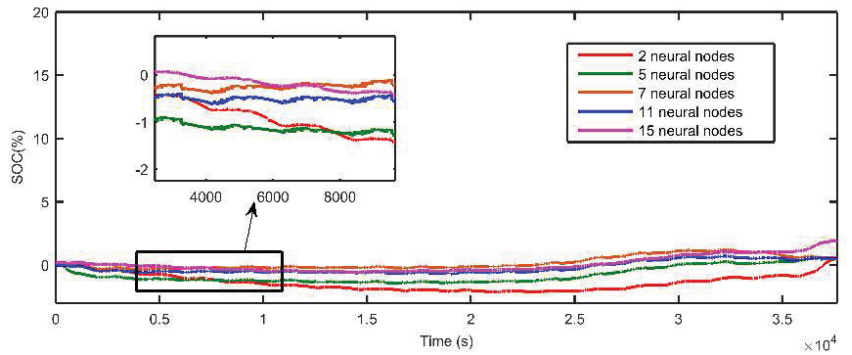 20
15
10
5
0
SOC(%)
0
-1
-2
4000 6000 8000
2 neural nodes
5 neural nodes
7 neural nodes
11 neural nodes
15 neural nodes
0 0.5 1 1.5 2 2.5 3 3.5
Time (s)
×10⁴